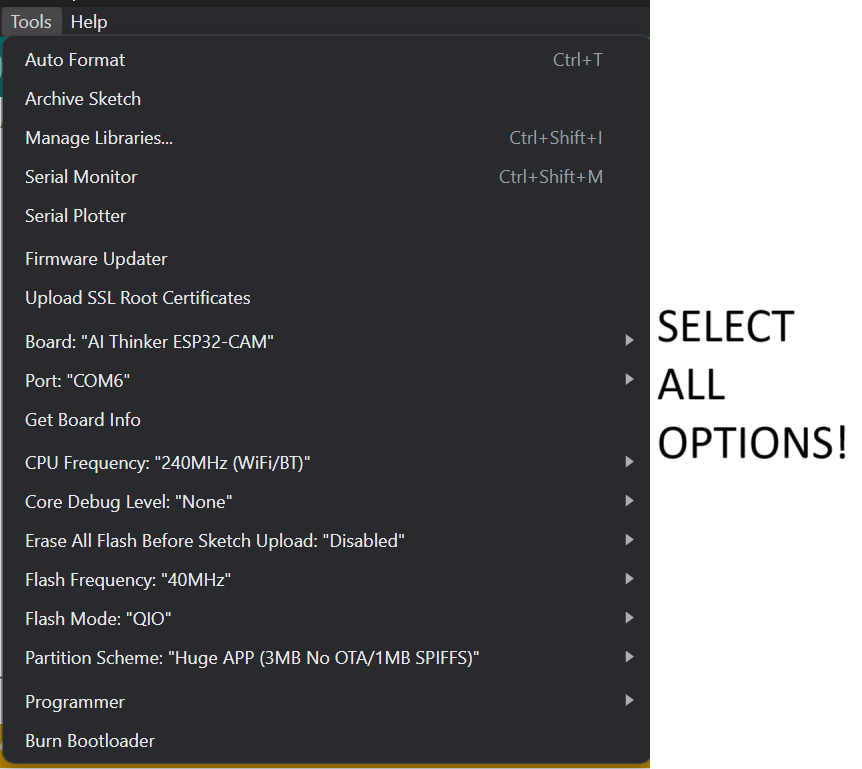 Tools Help
Auto Format Ctrl+T
Archive Sketch
Manage Libraries... Ctrl+Shift+I
Serial Monitor Ctrl+Shift+M
Serial Plotter
Firmware Updater
Upload SSL Root Certificates
Board: "AI Thinker ESP32-CAM"
Port: "COM6"
Get Board Info
CPU Frequency: "240MHz (WiFi/BT)"
Core Debug Level: "None"
Erase All Flash Before Sketch Upload: "Disabled"
Flash Frequency: "40MHz"
Flash Mode: "QIO"
Partition Scheme: "Huge APP (3MB No OTA/1MB SPIFFS)"
Programmer
Burn Bootloader
SELECT
ALL
OPTIONS!